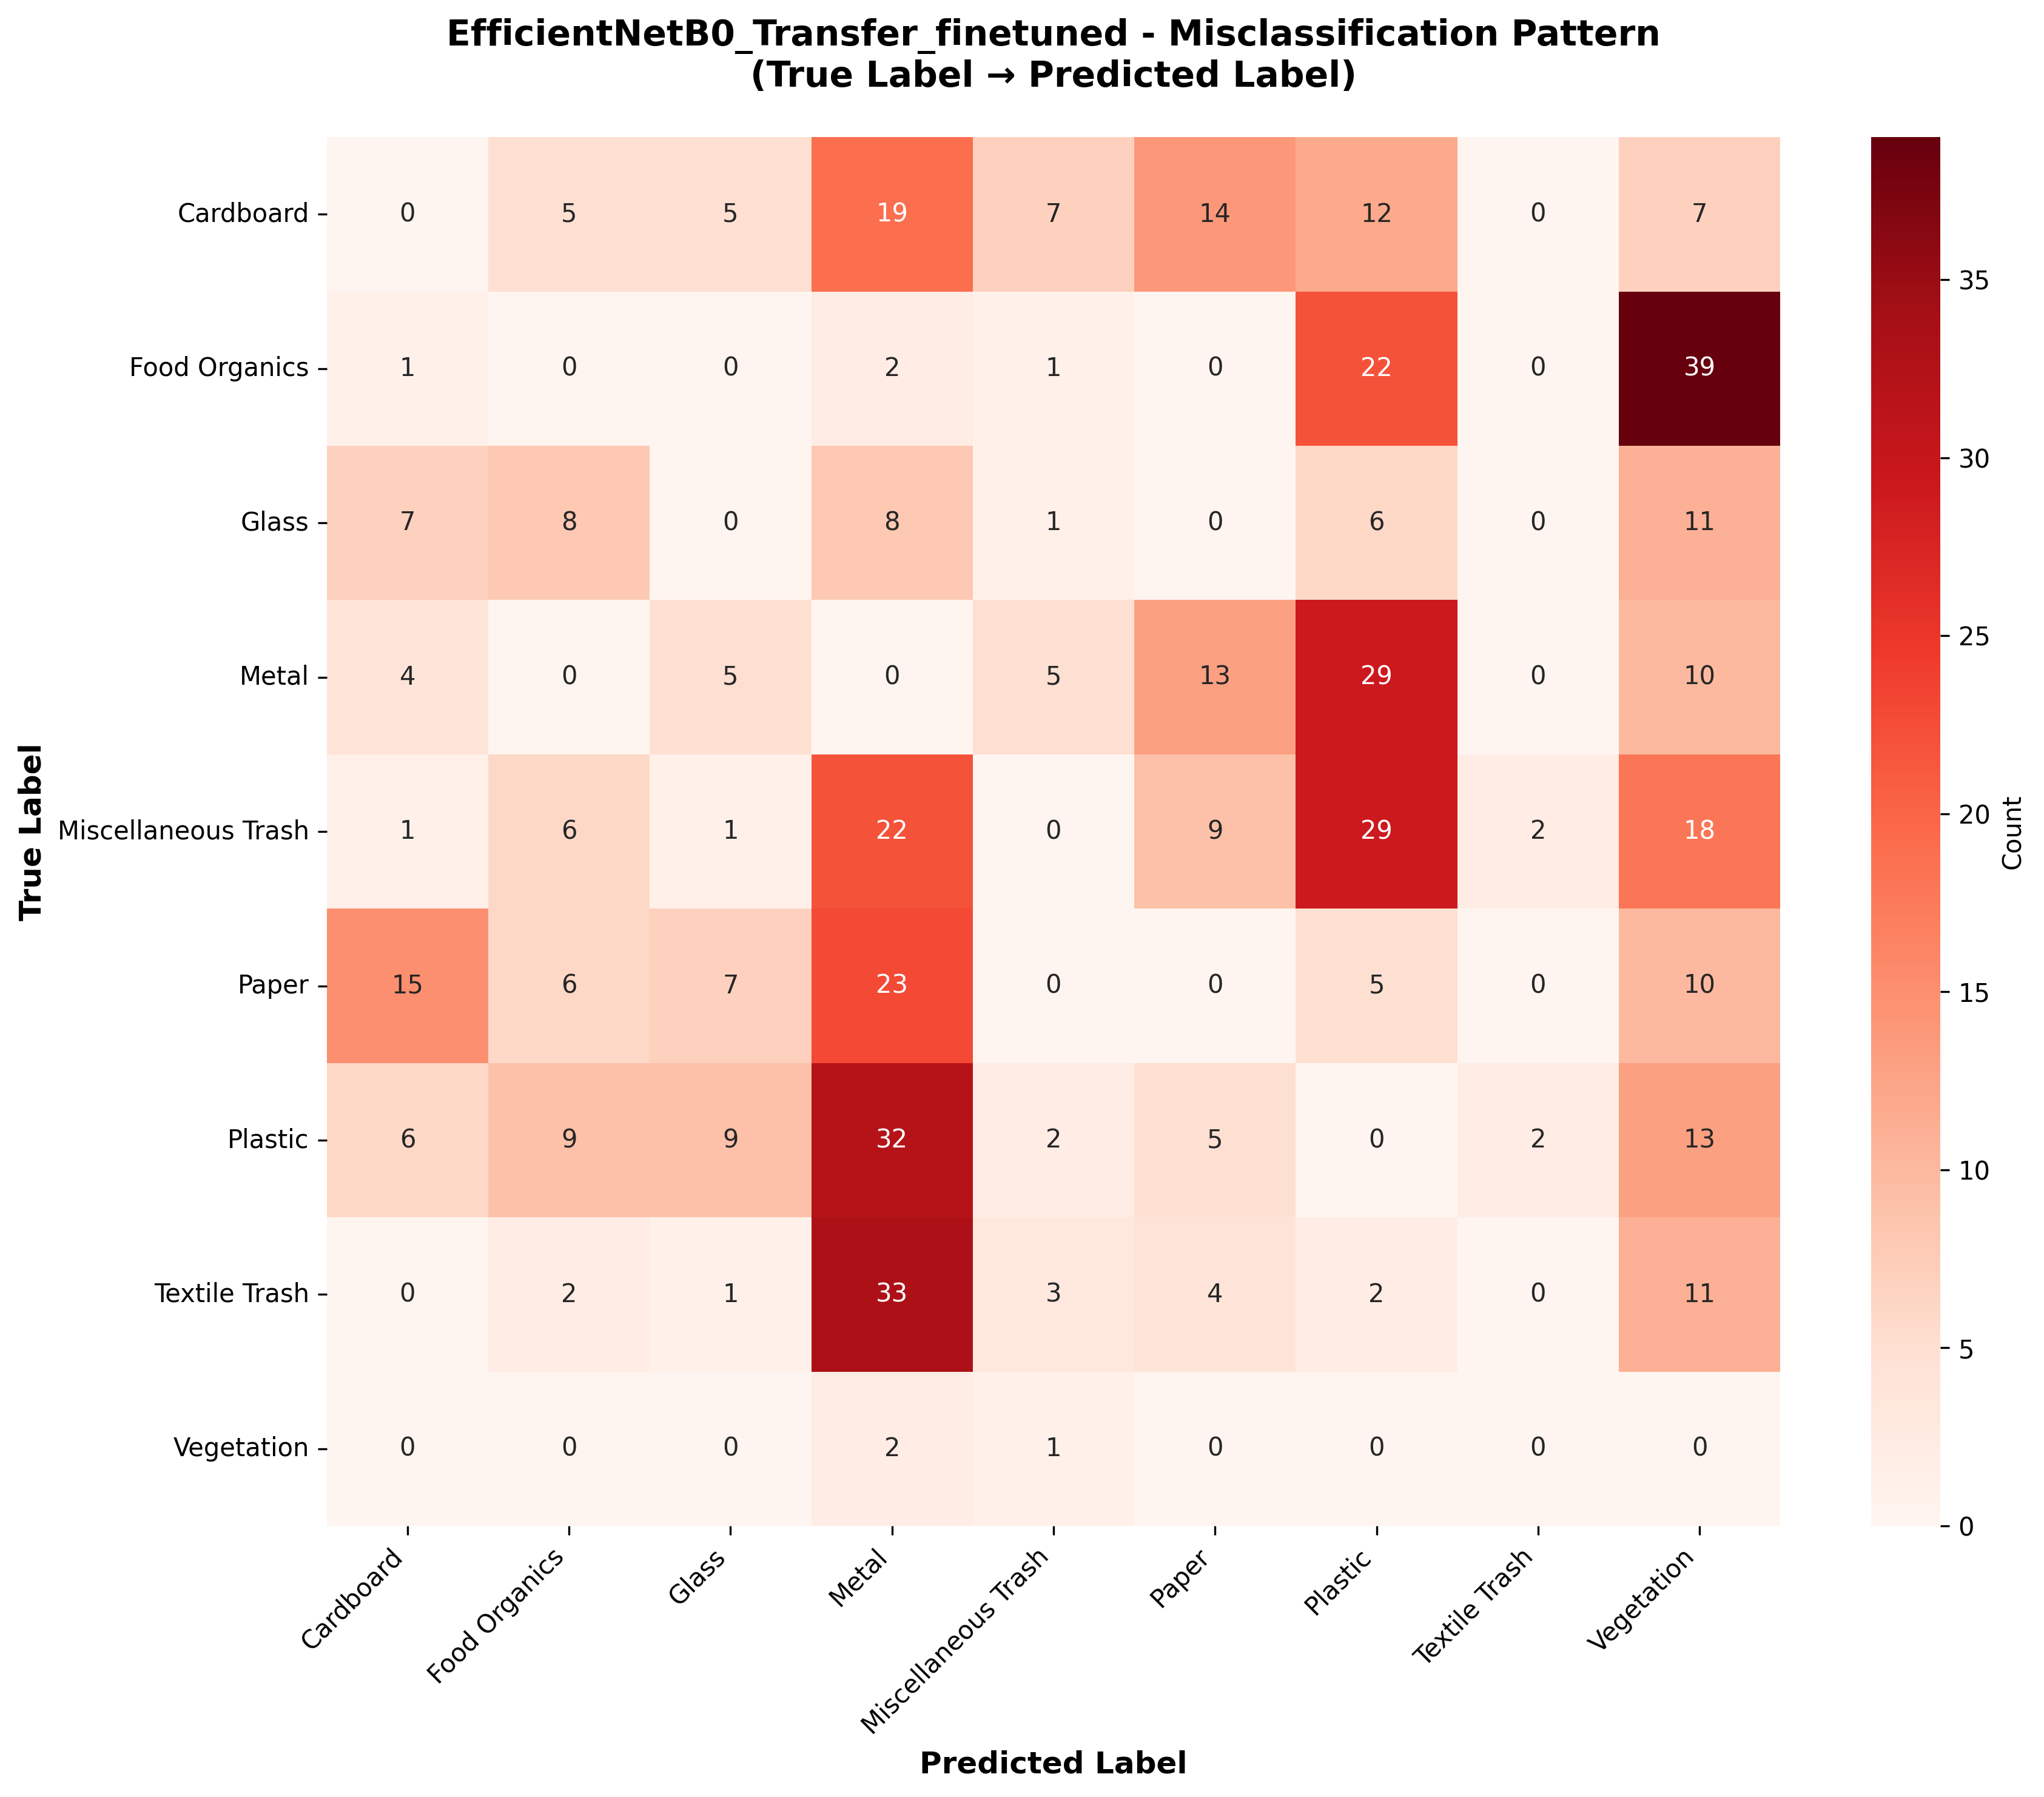 EfficientNetB0_Transfer_finetuned - Misclassification Pattern
(True Label → Predicted Label)
True Label
Cardboard 0 5 5 19 7 14 12 0 7
Food Organics 1 0 0 2 1 0 22 0 39
Glass 7 8 0 8 1 0 6 0 11
Metal 4 0 5 0 5 13 29 0 10
Miscellaneous Trash 1 6 1 22 0 9 29 2 18
Paper 15 6 7 23 0 0 5 0 10
Plastic 6 9 9 32 2 5 0 2 13
Textile Trash 0 2 1 33 3 4 2 0 11
Vegetation 0 0 0 2 1 0 0 0 0
Cardboard
Food Organics
Glass
Metal
Miscellaneous Trash
Paper
Plastic
Textile Trash
Vegetation
Predicted Label
35
30
25
20
15
10
5
0
Count